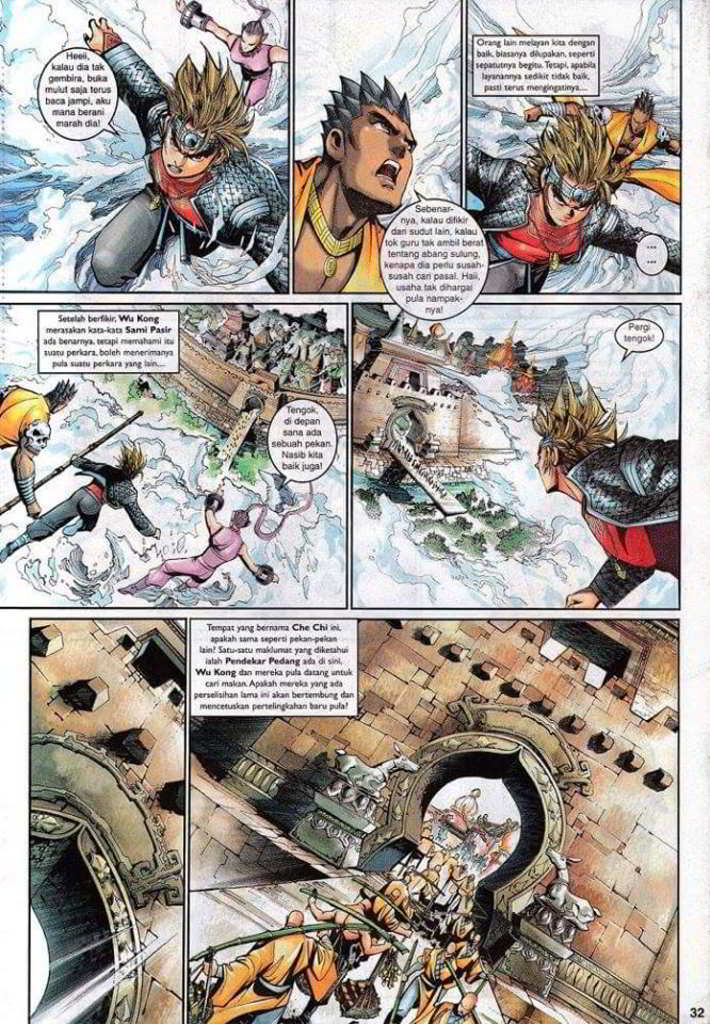 Heeii,
kalau dia tak
gembira, buka
mulut saja terus
baca jampi, aku
mana berani
marah dia!
Sebenar-
nya, kalau difikir
dari sudut lain, kalau
tok guru tak ambil berat
tentang abang sulung,
kenapa dia perlu susah-
susah cari pasal. Haii,
usaha tak dihargai
pula nampak-
nya!
Orang lain melayan kita dengan
baik, biasanya dilupakan, seperti
sepatutnya begitu. Tetapi, apabila
layanannya sedikit tidak baik,
pasti terus mengingatinya....
...
...
Setelah berfikir, Wu Kong
merasakan kata-kata Sami Pasir
ada benarnya, tetapi memahami itu
suatu perkara, boleh menerimanya
pula suatu perkara yang lain....
Tengok,
di depan
sana ada
sebuah pekan.
Nasib kita
baik juga!
Pergi
tengok!
Tempat yang bernama Che Chi ini,
apakah sama seperti pekan-pekan
lain? Satu-satu maklumat yang diketahui
ialah Pendekar Pedang ada di sini.
Wu Kong dan mereka pula datang untuk
cari makan. Apakah mereka yang ada
perselisihan lama ini akan bertembung dan
mencetuskan pertelingkahan baru pula?
32